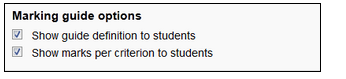 Marking guide options
Show guide definition to students
Show marks per criterion to students